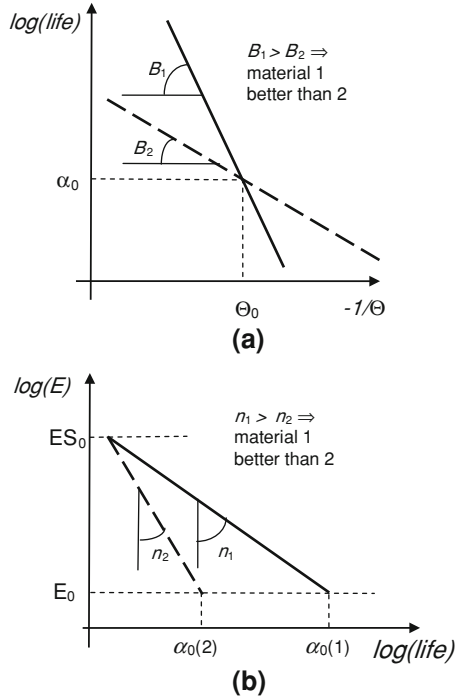 log(life)
B₁ > B₂ ⇒
material 1
better than 2
B₁
B₂
α₀
Θ₀
-1/Θ
(a)
log(E)
n₁ > n₂ ⇒
material 1
better than 2
ES₀
n₂
n₁
E₀
α₀(2)
α₀(1)
log(life)
(b)